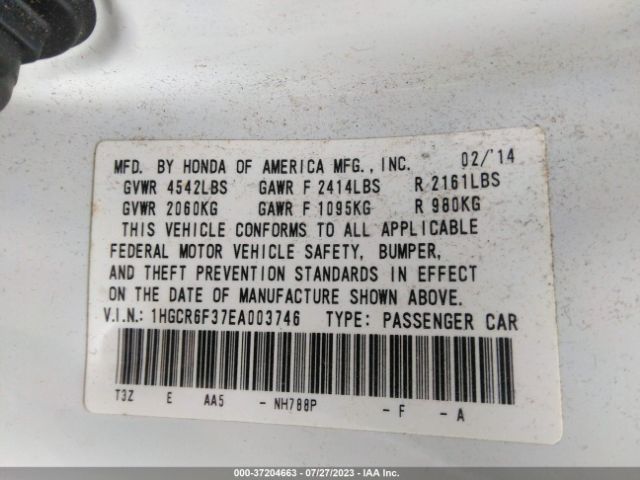 MFD. BY HONDA OF AMERICA MFG., INC. 02/'14
GVWR 4542LBS GAWR F 2414LBS R 2161LBS
GVWR 2060KG GAWR F 1095KG R 980KG
THIS VEHICLE CONFORMS TO ALL APPLICABLE
FEDERAL MOTOR VEHICLE SAFETY, BUMPER,
AND THEFT PREVENTION STANDARDS IN EFFECT
ON THE DATE OF MANUFACTURE SHOWN ABOVE.
V.I.N.: 1HGCR6F37EA003746 TYPE: PASSENGER CAR
T3Z E AA5 - NH788P - F - A
000-37204663 - 07/27/2023 - IAA Inc.